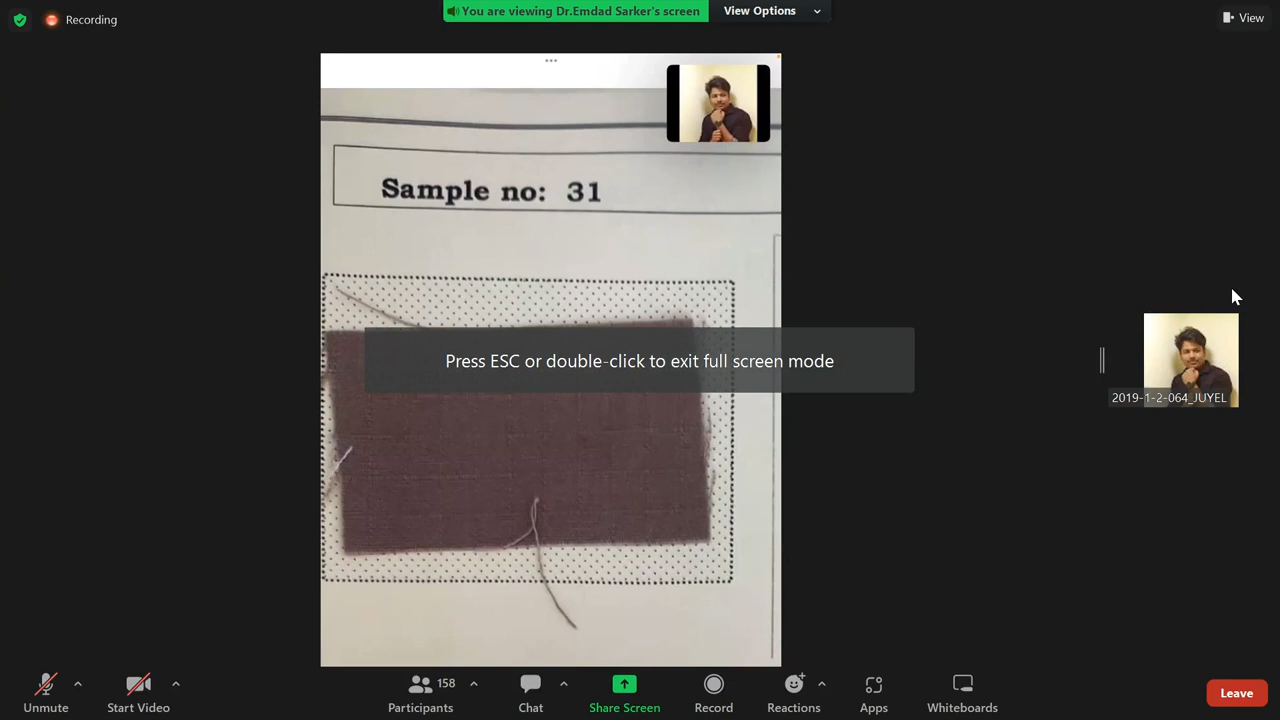 Recording
You are viewing Dr.Emdad Sarker's screen
View Options
View
Sample no: 31
Press ESC or double-click to exit full screen mode
2019-1-2-064_JUYEL
Unmute
Start Video
158
Participants
Chat
Share Screen
Record
Reactions
Apps
Whiteboards
Leave